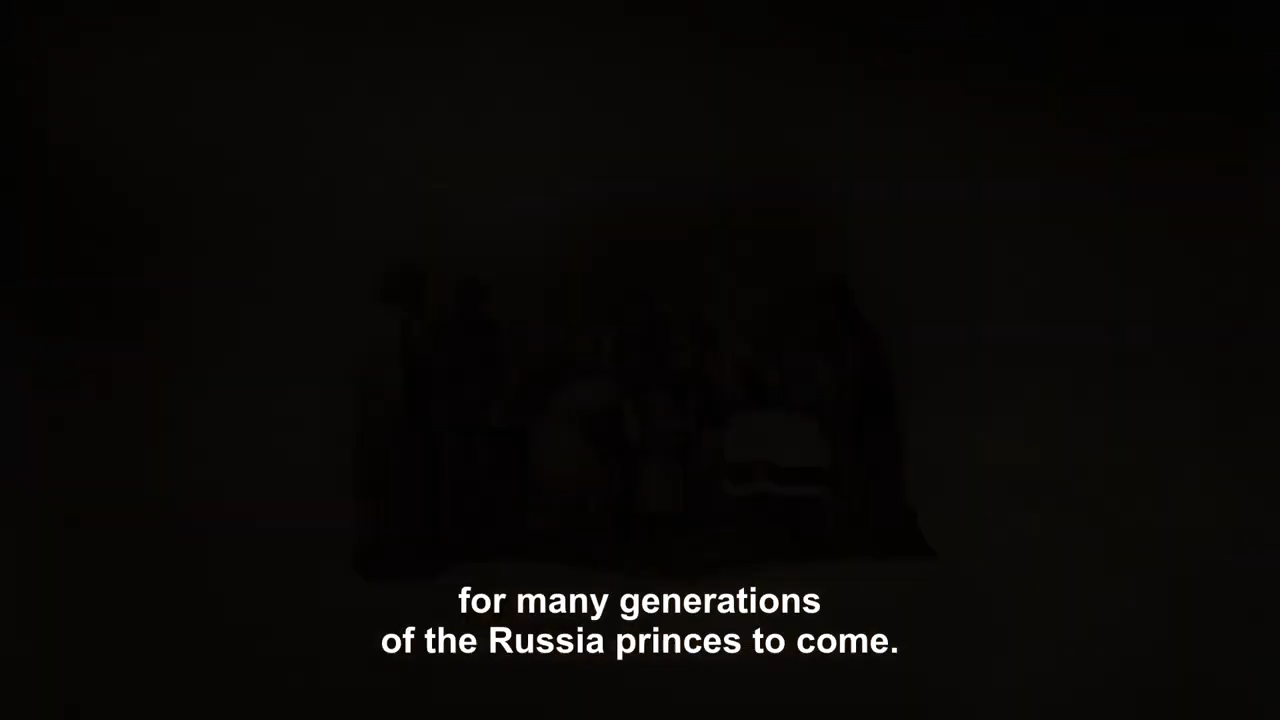 for many generations
of the Russia princes to come.